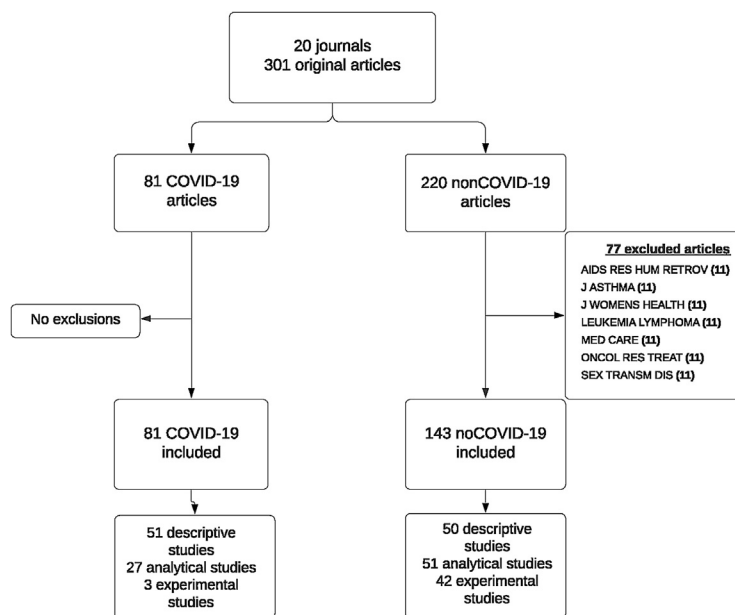 20 journals
301 original articles
81 COVID-19
articles
220 nonCOVID-19
articles
77 excluded articles
AIDS RES HUM RETROV (11)
J ASTHMA (11)
J WOMENS HEALTH (11)
LEUKEMIA LYMPHOMA (11)
MED CARE (11)
ONCOL RES TREAT (11)
SEX TRANSM DIS (11)
No exclusions
81 COVID-19
included
143 noCOVID-19
included
51 descriptive
studies
27 analytical studies
3 experimental
studies
50 descriptive
studies
51 analytical studies
42 experimental
studies